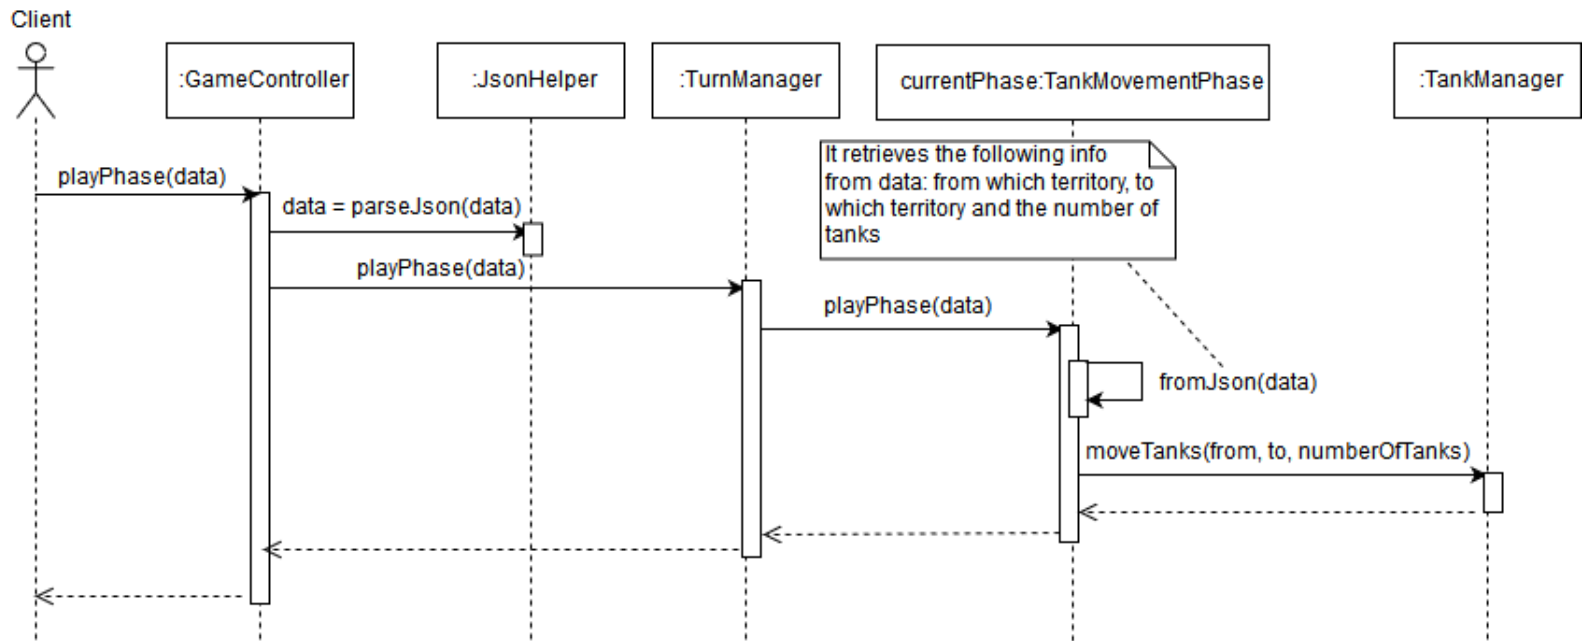 Client
:GameController
:JsonHelper
:TurnManager
currentPhase:TankMovementPhase
:TankManager
It retrieves the following info
from data: from which territory, to
which territory and the number of
tanks
playPhase(data)
data = parseJson(data)
playPhase(data)
playPhase(data)
fromJson(data)
moveTanks(from, to, numberOfTanks)